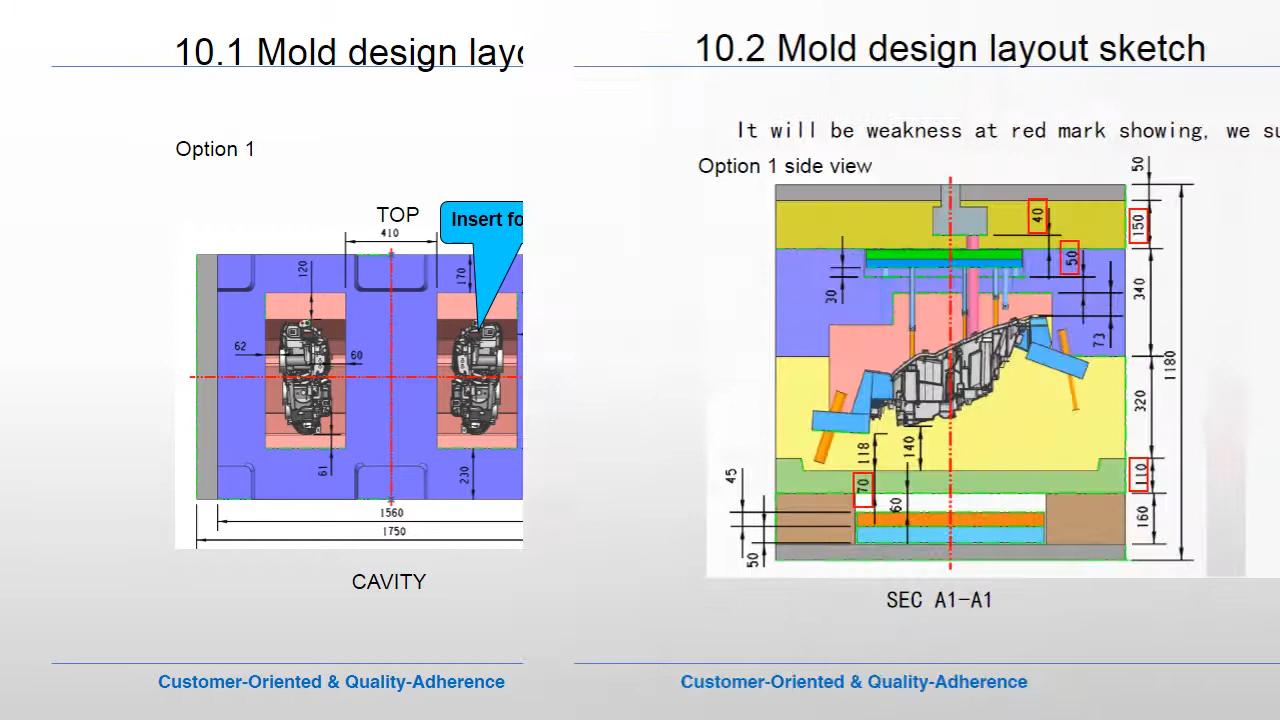 10.1 Mold design layo
Option 1
TOP
Insert fo
410
120
170
62
60
61
230
1560
1750
CAVITY
Customer-Oriented & Quality-Adherence
10.2 Mold design layout sketch
It will be weakness at red mark showing, we su
Option 1 side view
50
40
150
50
30
340
73
1180
320
118
140
45
70
60
110
160
50
SEC A1-A1
Customer-Oriented & Quality-Adherence